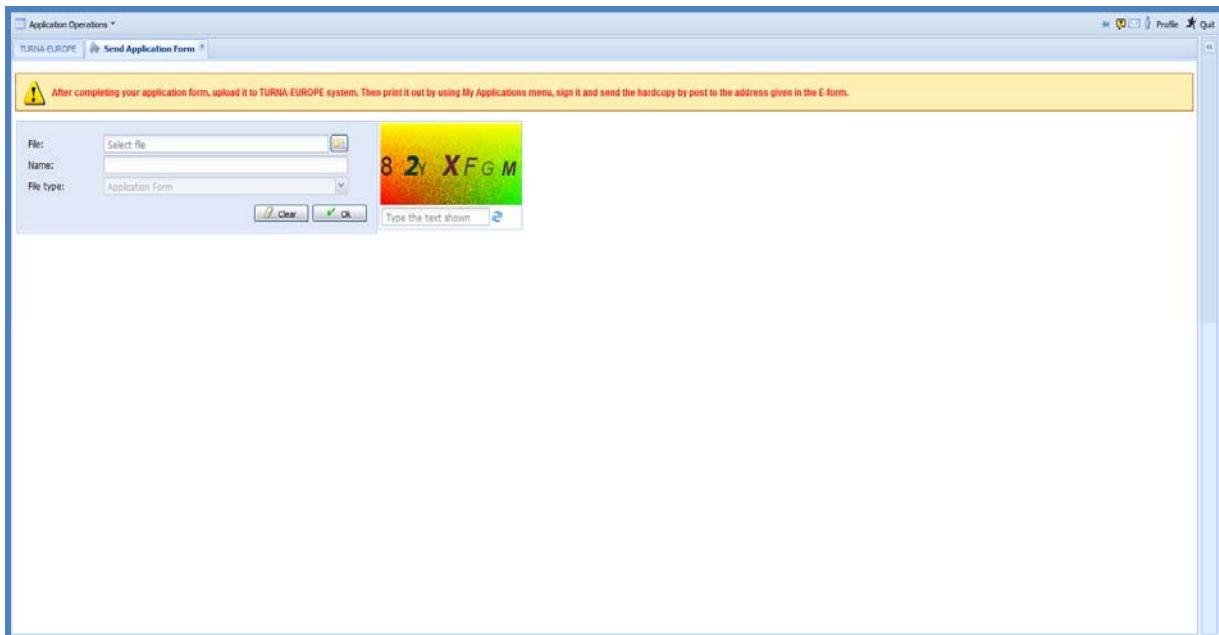 Application Operations
Profile Quit
TURNA-EUROPE Send Application Form
After completing your application form, upload it to TURNA-EUROPE system. Then print it out by using My Applications menu, sign it and send the hardcopy by post to the address given in the E-form.
File: Select file
Name:
File type: Application Form
Clear Ok
8 2Y XFGM
Type the text shown